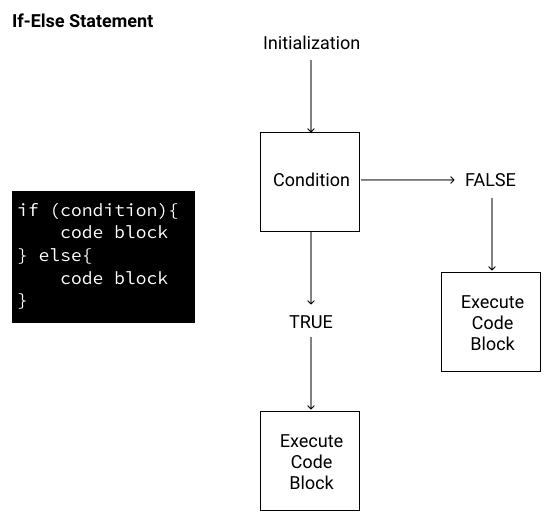 If-Else Statement
Initialization
Condition
FALSE
if (condition){
    code block
} else{
    code block
}
Execute
Code
Block
TRUE
Execute
Code
Block